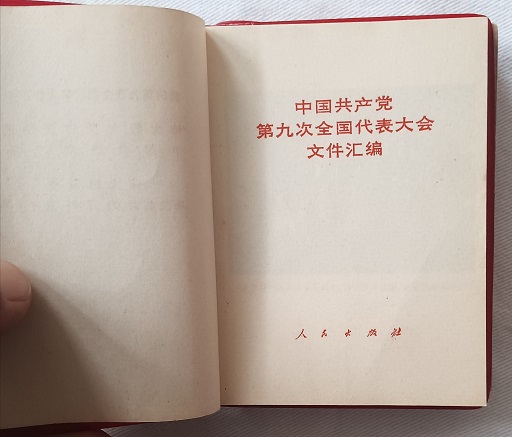 中国共产党
第九次全国代表大会
文件汇编
人民出版社